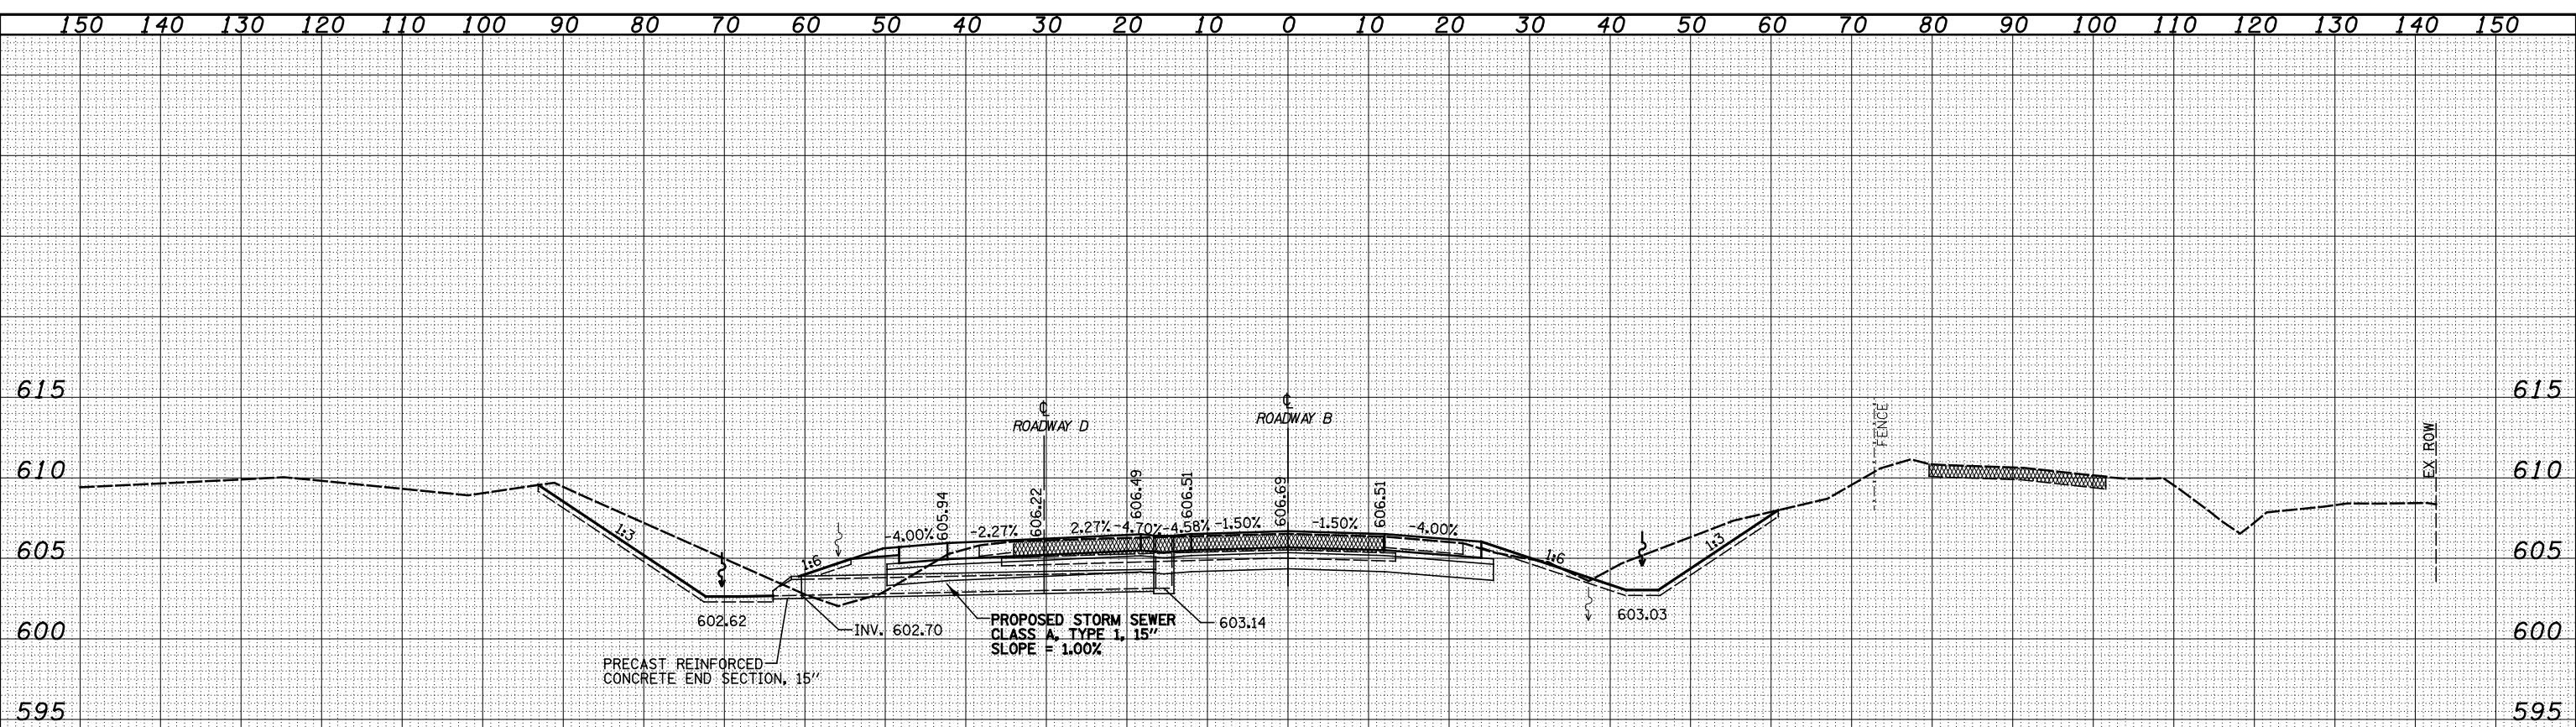 150 140 130 120 110 100 90 80 70 60 50 40 30 20 10 0 10 20 30 40 50 60 70 80 90 100 110 120 130 140 150
615 615
℄ ℄
ROADWAY D ROADWAY B
FENCE
EX ROW
610 610
605.94 606.22 606.49 606.51 606.69 606.51
-4.00% -2.27% 2.27% -4.70% -4.58% -1.50% -1.50% -4.00%
1:3 1:6 1:6 1:3
605 605
602.62
INV. 602.70
PROPOSED STORM SEWER
CLASS A, TYPE 1, 15"
SLOPE = 1.00%
603.14
603.03
600 600
PRECAST REINFORCED
CONCRETE END SECTION, 15"
595 595